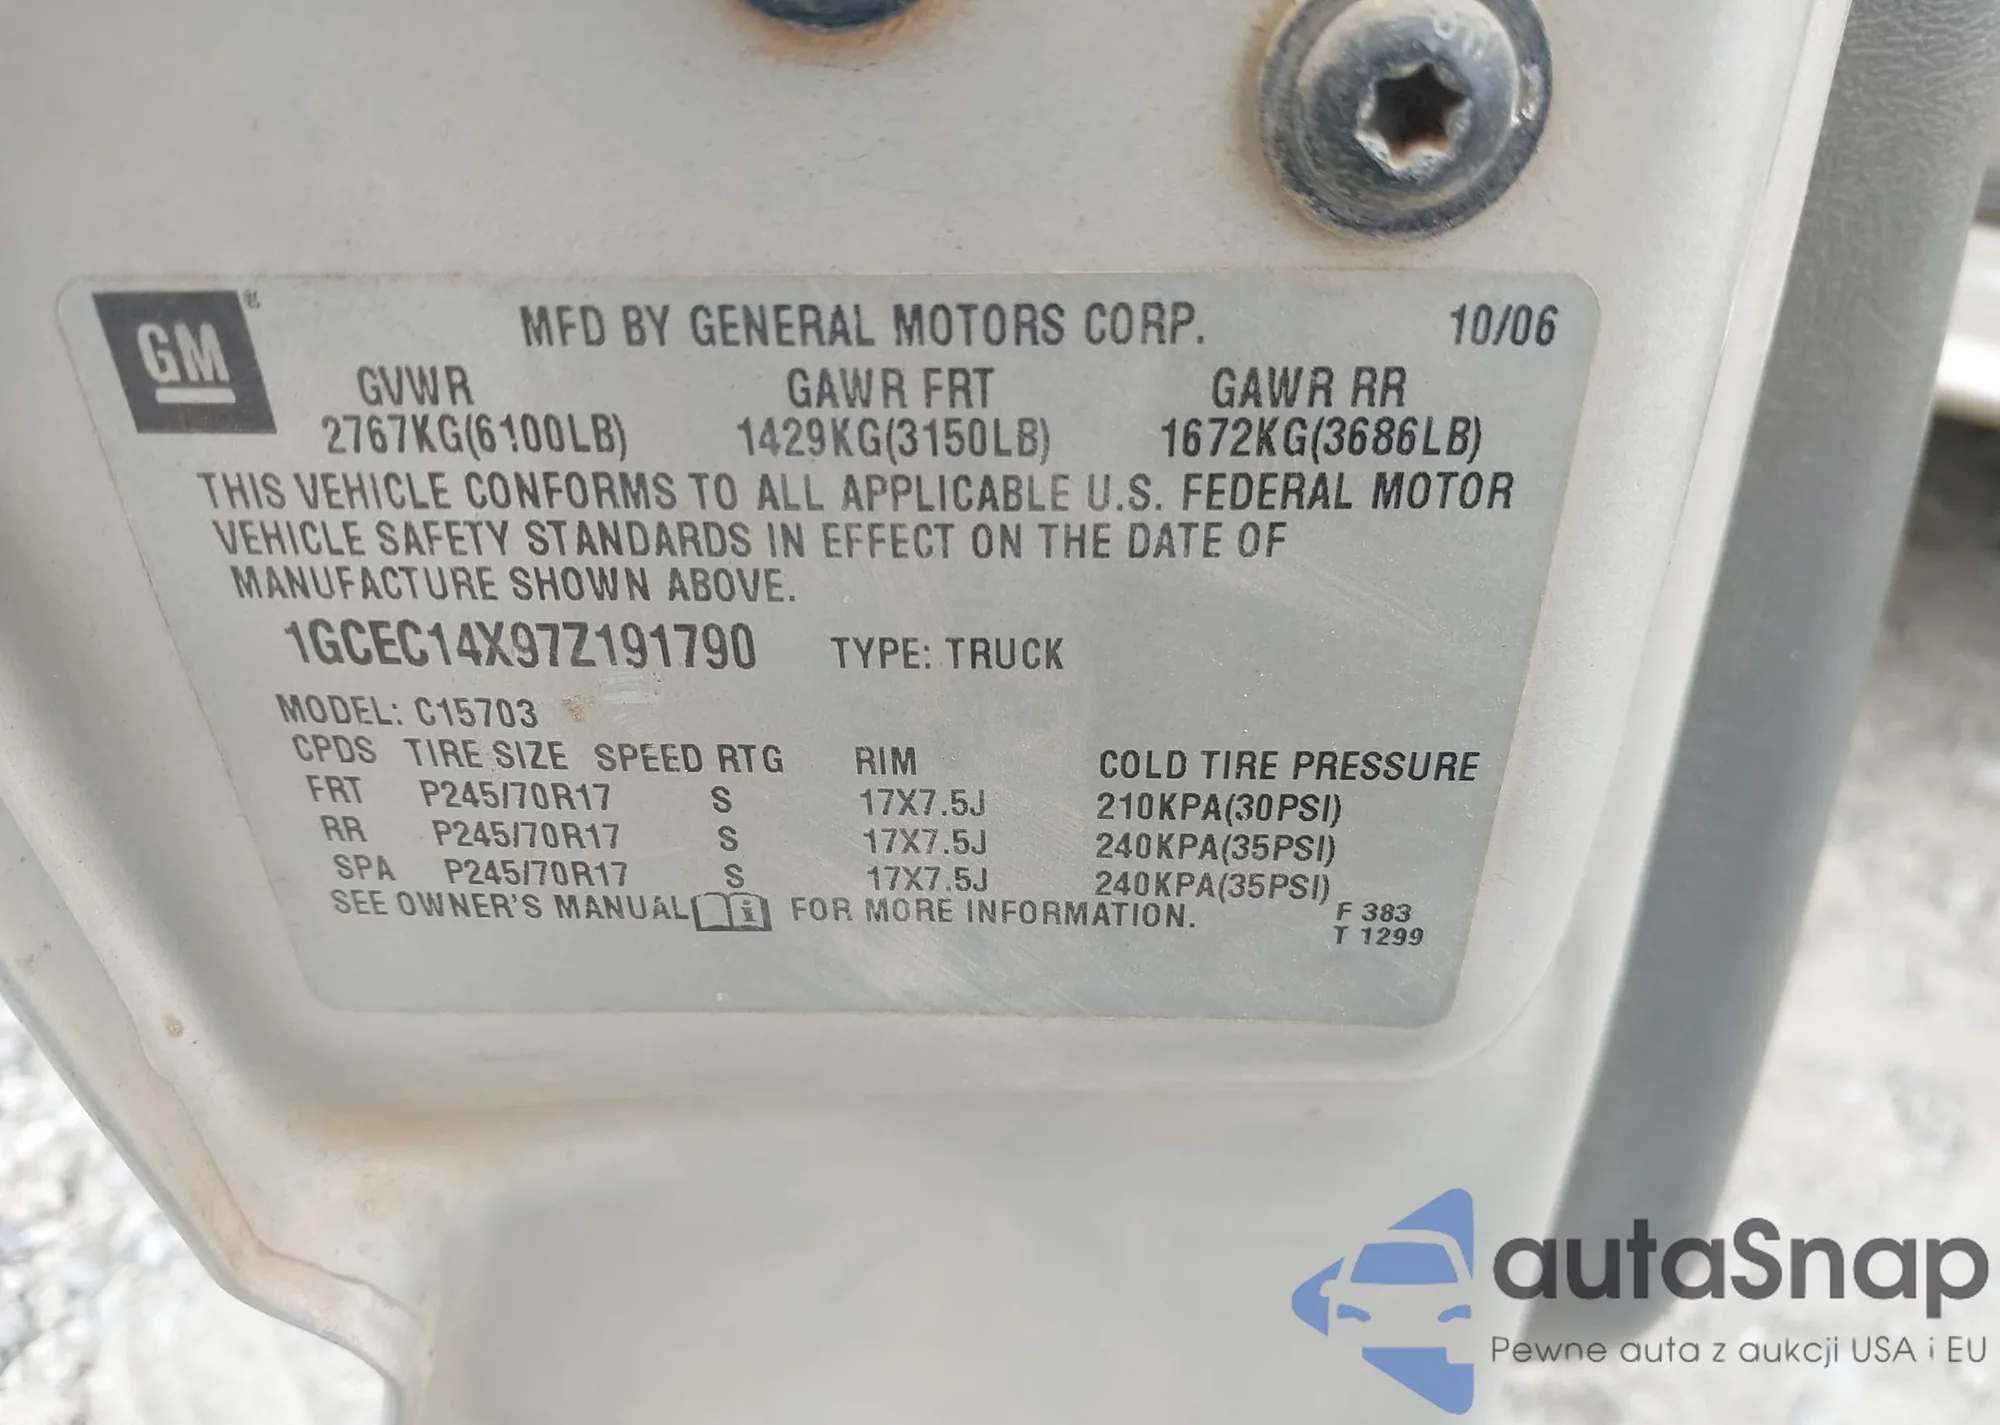 GM®
MFD BY GENERAL MOTORS CORP. 10/06
GVWR GAWR FRT GAWR RR
2767KG(6100LB) 1429KG(3150LB) 1672KG(3686LB)
THIS VEHICLE CONFORMS TO ALL APPLICABLE U.S. FEDERAL MOTOR
VEHICLE SAFETY STANDARDS IN EFFECT ON THE DATE OF
MANUFACTURE SHOWN ABOVE.
1GCEC14X97Z191790 TYPE: TRUCK
MODEL: C15703
CPDS TIRE SIZE SPEED RTG RIM COLD TIRE PRESSURE
FRT P245/70R17 S 17X7.5J 210KPA(30PSI)
RR P245/70R17 S 17X7.5J 240KPA(35PSI)
SPA P245/70R17 S 17X7.5J 240KPA(35PSI)
SEE OWNER'S MANUAL FOR MORE INFORMATION.
F 383
T 1299
autaSnap
Pewne auta z aukcji USA i EU